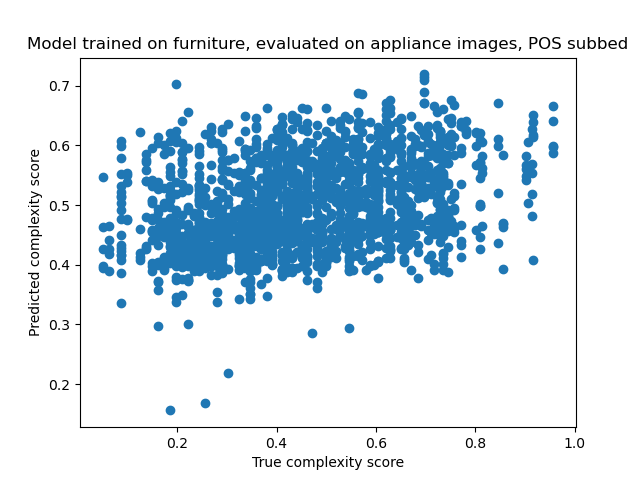 Model trained on furniture, evaluated on appliance images, POS subbed
0.7
0.6
0.5
0.4
0.3
0.2
Predicted complexity score
0.2 0.4 0.6 0.8 1.0
True complexity score